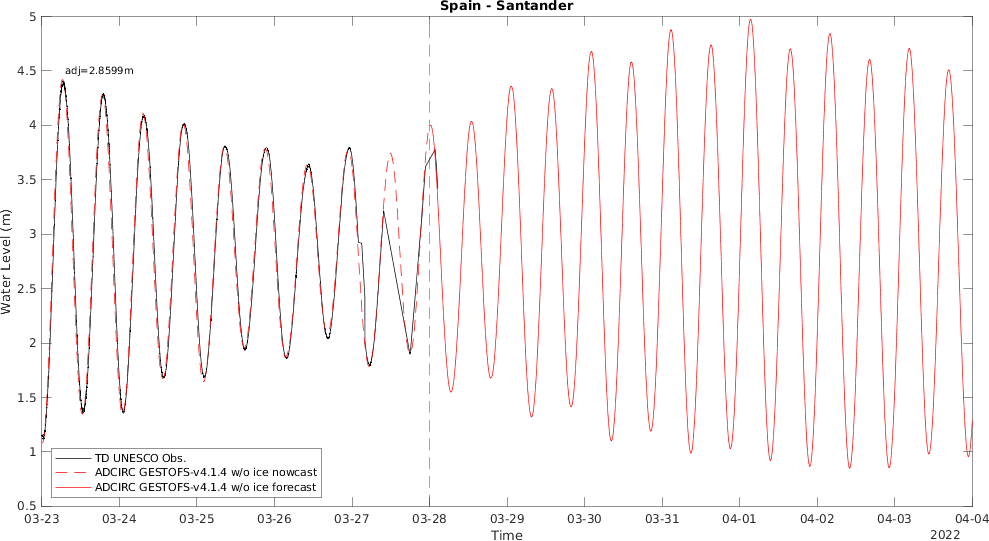 Spain - Santander
adj=2.8599m
Water Level (m)
5
4.5
4
3.5
3
2.5
2
1.5
1
0.5
TD UNESCO Obs.
ADCIRC GESTOFS-v4.1.4 w/o ice nowcast
ADCIRC GESTOFS-v4.1.4 w/o ice forecast
03-23 03-24 03-25 03-26 03-27 03-28 03-29 03-30 03-31 04-01 04-02 04-03 04-04
Time
2022